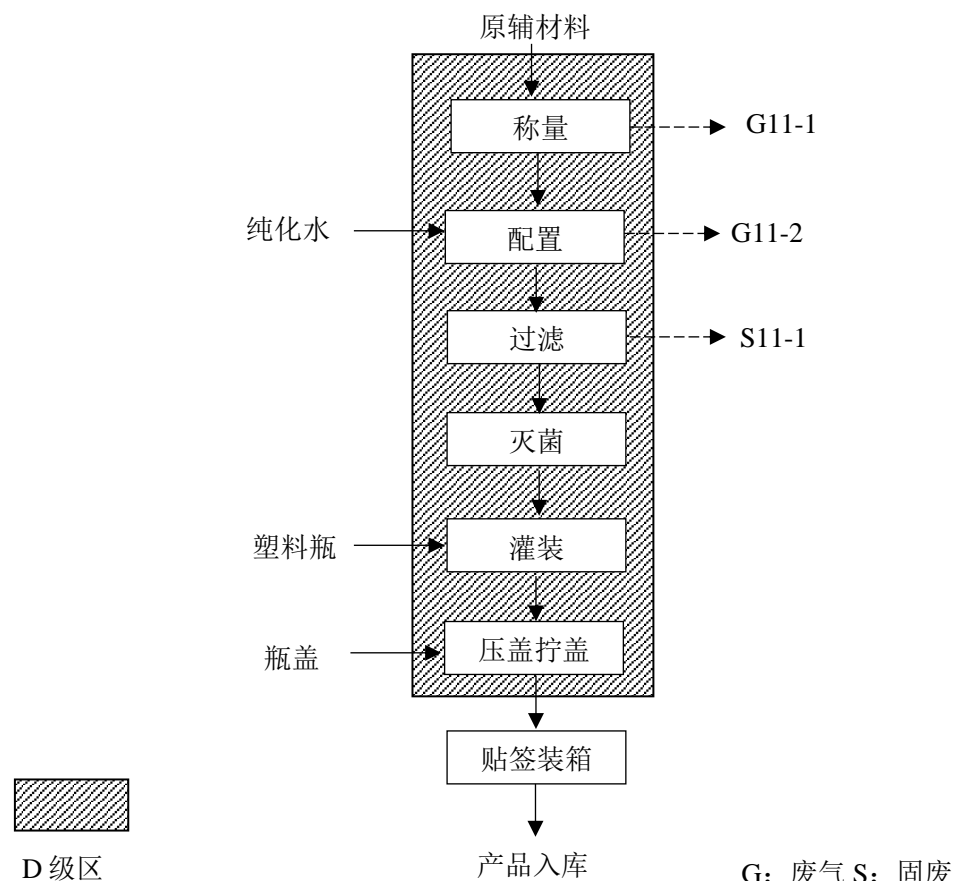 原辅材料
称量
G11-1
纯化水
配置
G11-2
过滤
S11-1
灭菌
塑料瓶
灌装
瓶盖
压盖拧盖
贴签装箱
D 级区
产品入库
G：废气 S：固废